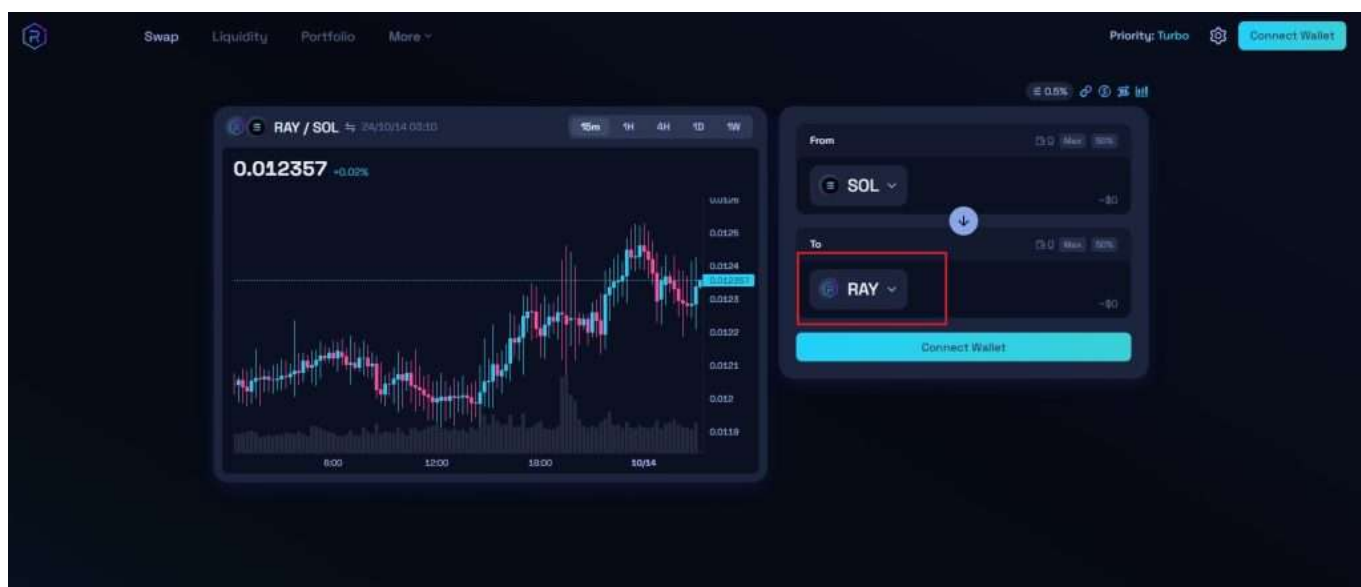 Swap Liquidity Portfolio More Priority: Turbo Connect Wallet
0.5%
RAY / SOL 24/10/14 03:10 15m 1H 4H 1D 1W
0.012357 +0.02%
0.0125
0.0124
0.012357
0.0123
0.0122
0.0121
0.012
0.0119
6:00 12:00 18:00 10/14
From 0 Max 50%
SOL
~$0
To 0 Max 50%
RAY
~$0
Connect Wallet